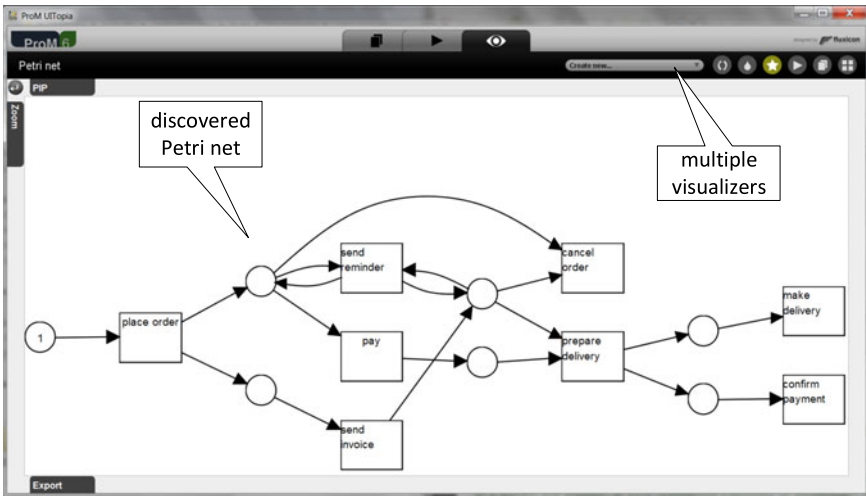 ProM UITopia
ProM 6
fluxicon
Petri net
Create new...
PIP
Zoom
discovered
Petri net
multiple
visualizers
send
reminder
cancel
order
make
delivery
1
place order
pay
prepare
delivery
confirm
payment
send
invoice
Export